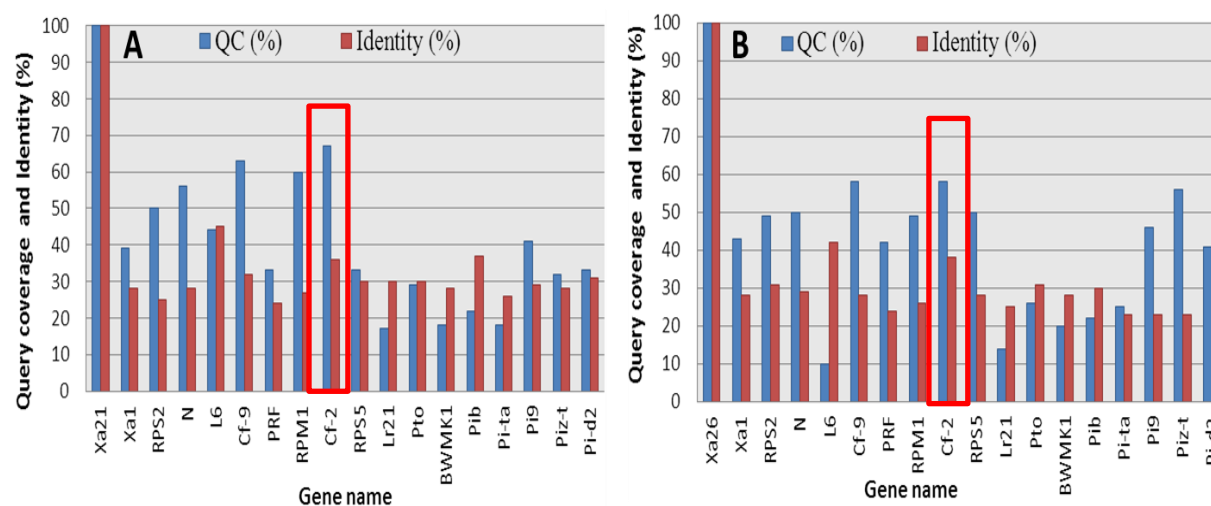 A
QC (%)
Identity (%)
Query coverage and Identity (%)
100
90
80
70
60
50
40
30
20
10
0
Xa21
Xa1
RPS2
N
L6
Cf-9
PRF
RPM1
Cf-2
RPS5
Lr21
Pto
BWMK1
Pib
Pi-ta
Pi9
Piz-t
Pi-d2
Gene name
B
QC (%)
Identity (%)
Query coverage and Identity (%)
100
90
80
70
60
50
40
30
20
10
0
Xa26
Xa1
RPS2
N
L6
Cf-9
PRF
RPM1
Cf-2
RPS5
Lr21
Pto
BWMK1
Pib
Pi-ta
Pi9
Piz-t
Pi-d2
Gene name